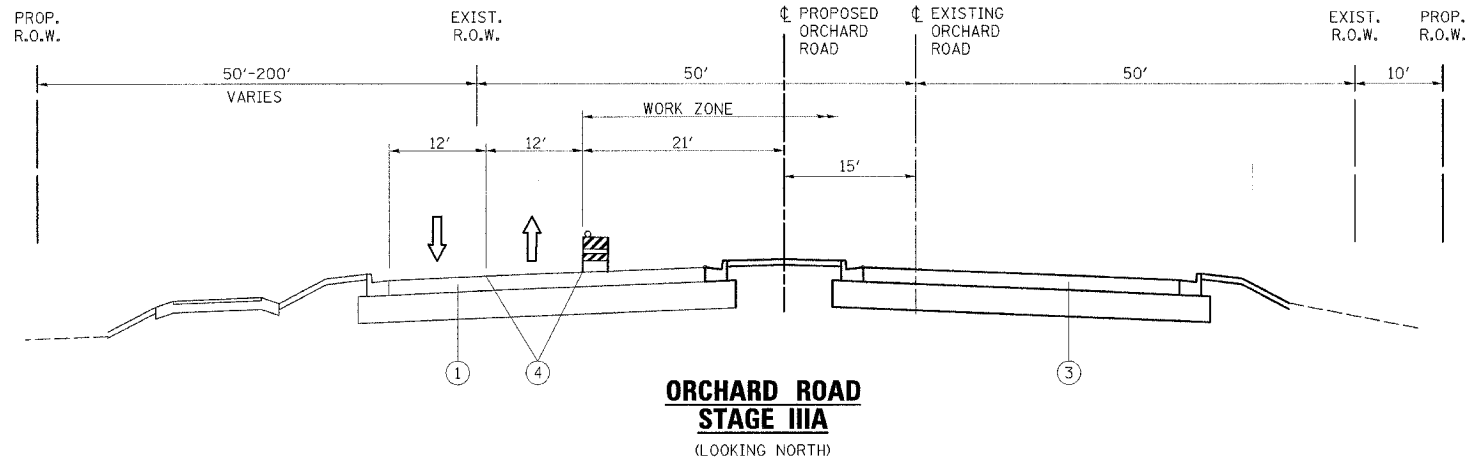 PROP.
R.O.W.
EXIST.
R.O.W.
℄ PROPOSED
ORCHARD
ROAD
℄ EXISTING
ORCHARD
ROAD
EXIST.
R.O.W.
PROP.
R.O.W.
50'-200'
VARIES
50'
50'
10'
WORK ZONE
12'
12'
21'
15'
1
4
3
ORCHARD ROAD
STAGE IIIA
(LOOKING NORTH)